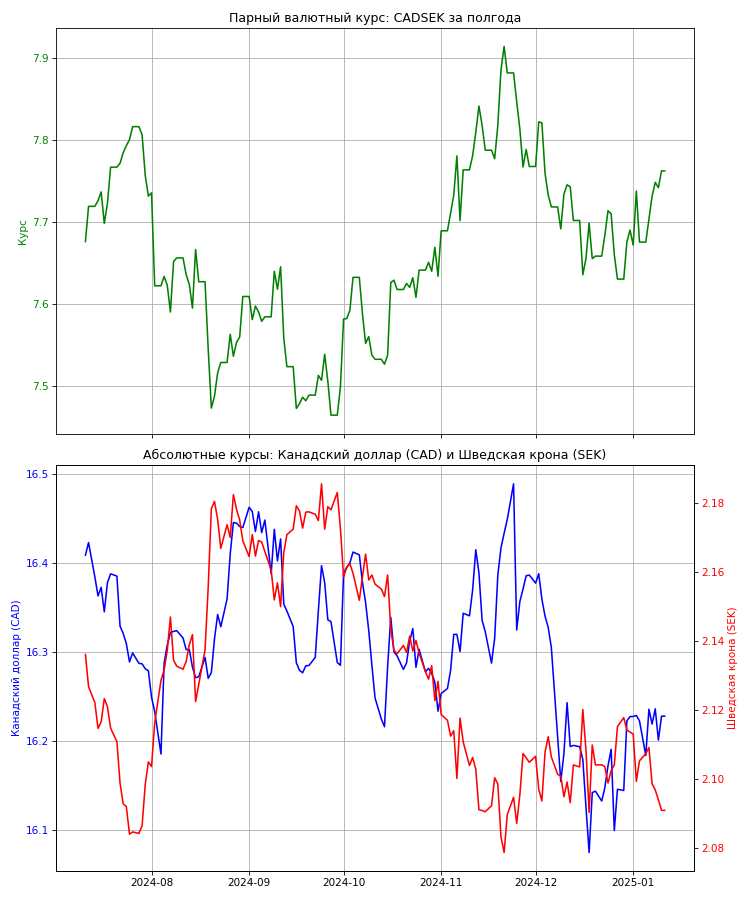 Парный валютный курс: CADSEK за полгода
Курс
7.9
7.8
7.7
7.6
7.5
Абсолютные курсы: Канадский доллар (CAD) и Шведская крона (SEK)
Канадский доллар (CAD)
16.5
16.4
16.3
16.2
16.1
2.18
2.16
2.14
2.12
2.10
2.08
Шведская крона (SEK)
2024-08 2024-09 2024-10 2024-11 2024-12 2025-01